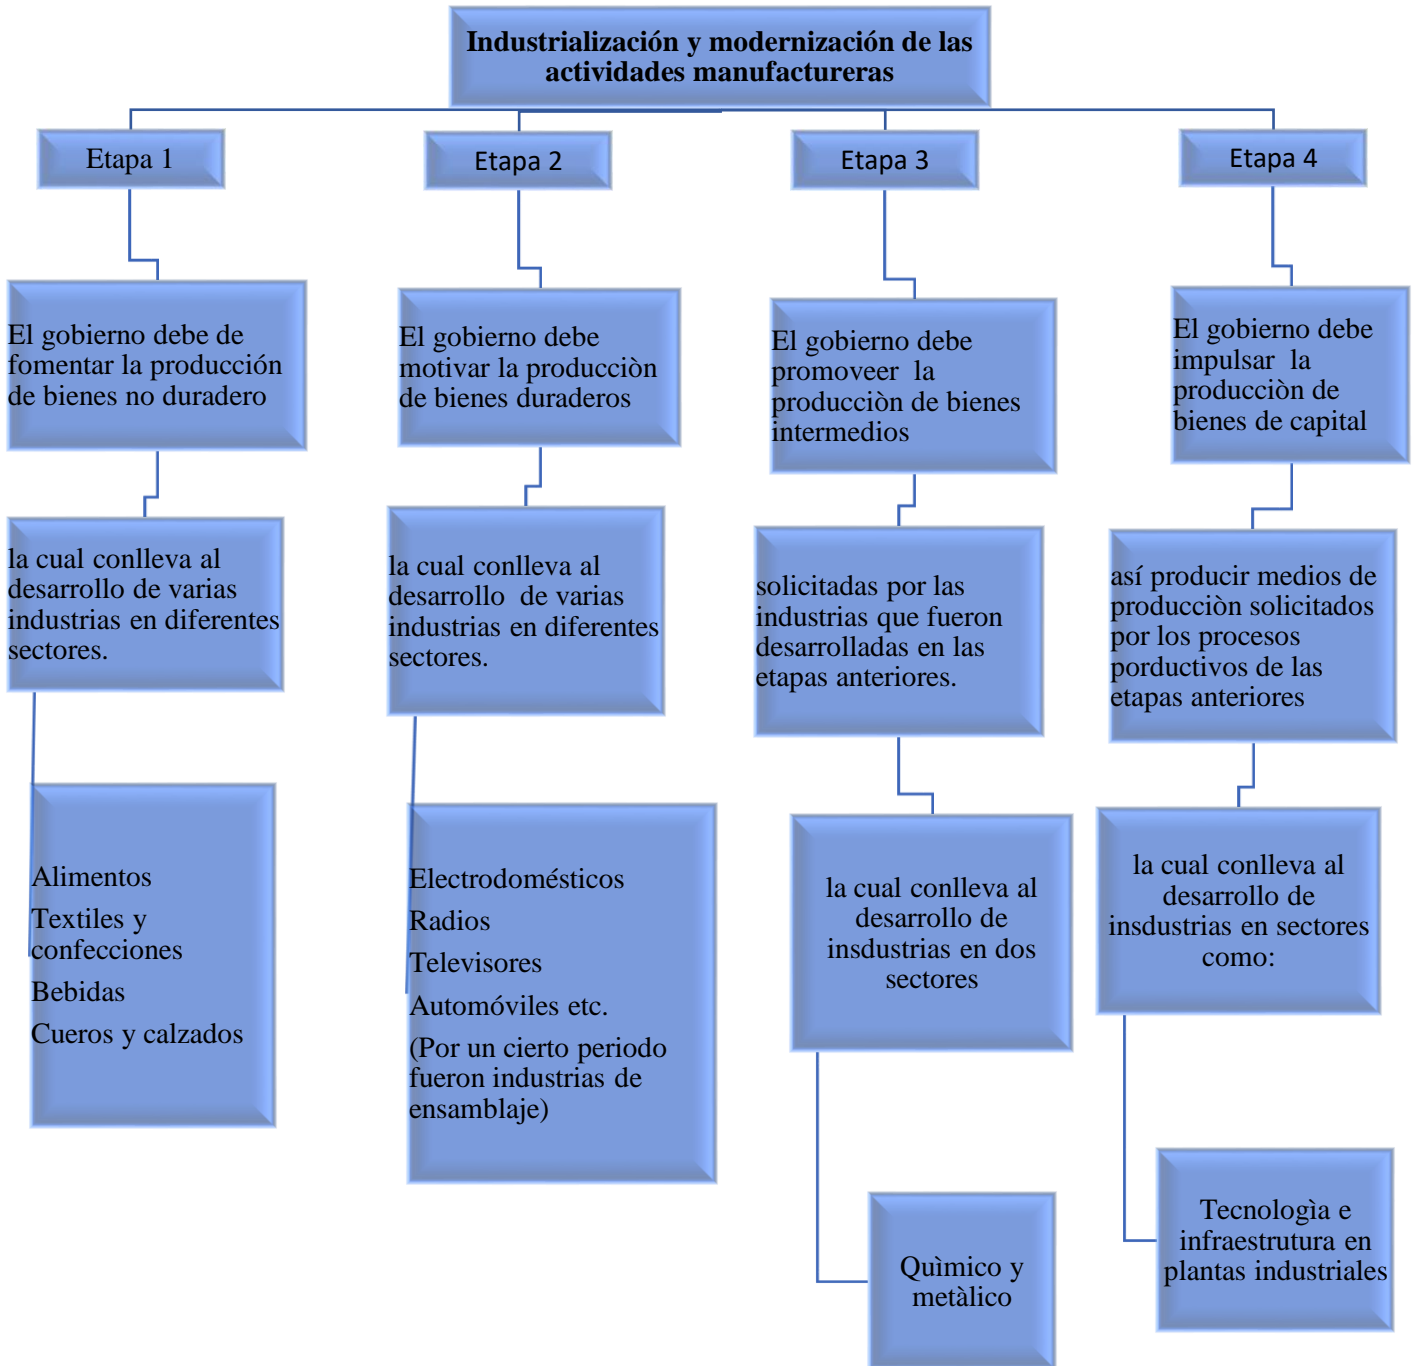 Industrialización y modernización de las
actividades manufactureras
Etapa 1
Etapa 2
Etapa 3
Etapa 4
El gobierno debe de
fomentar la producción
de bienes no duradero
la cual conlleva al
desarrollo de varias
industrias en diferentes
sectores.
Alimentos
Textiles y
confecciones
Bebidas
Cueros y calzados
El gobierno debe
motivar la producciòn
de bienes duraderos
la cual conlleva al
desarrollo  de varias
industrias en diferentes
sectores.
Electrodomésticos
Radios
Televisores
Automóviles etc.
(Por un cierto periodo
fueron industrias de
ensamblaje)
El gobierno debe
promoveer  la
producciòn de bienes
intermedios
solicitadas por las
industrias que fueron
desarrolladas en las
etapas anteriores.
la cual conlleva al
desarrollo de
insdustrias en dos
sectores
Quìmico y
metàlico
El gobierno debe
impulsar  la
producciòn de
bienes de capital
así producir medios de
producciòn solicitados
por los procesos
porductivos de las
etapas anteriores
la cual conlleva al
desarrollo de
insdustrias en sectores
como:
Tecnologìa e
infraestrutura en
plantas industriales